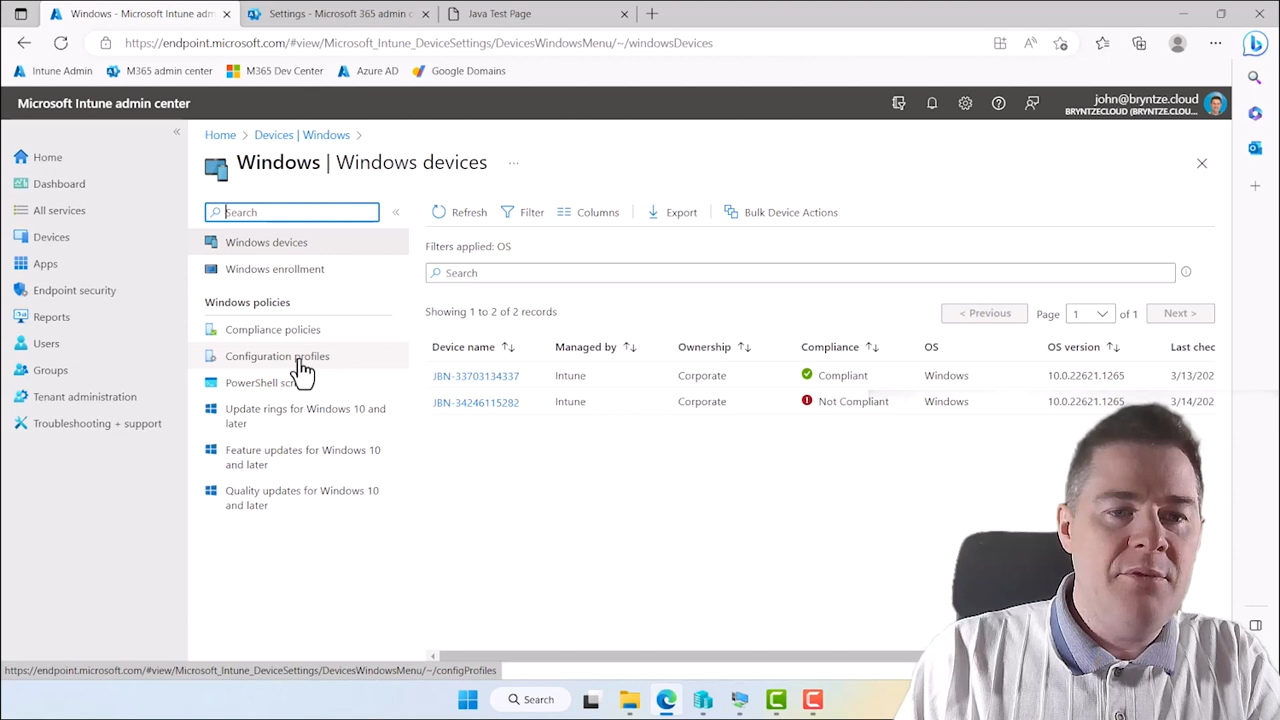 Windows - Microsoft Intune adm
Settings - Microsoft 365 admin c
Java Test Page
https://endpoint.microsoft.com/#view/Microsoft_Intune_DeviceSettings/DevicesWindowsMenu/~/windowsDevices
Intune Admin
M365 admin center
M365 Dev Center
Azure AD
Google Domains
Microsoft Intune admin center
john@bryntze.cloud
BRYNTZECLOUD (BRYNTZE.CLOU...
Home
Dashboard
All services
Devices
Apps
Endpoint security
Reports
Users
Groups
Tenant administration
Troubleshooting + support
Home > Devices | Windows >
Windows | Windows devices ...
Search
Windows devices
Windows enrollment
Windows policies
Compliance policies
Configuration profiles
PowerShell scr
Update rings for Windows 10 and
later
Feature updates for Windows 10
and later
Quality updates for Windows 10
and later
Refresh Filter Columns Export Bulk Device Actions
Filters applied: OS
Search
Showing 1 to 2 of 2 records
< Previous Page 1 of 1 Next >
Device name Managed by Ownership Compliance OS OS version Last chec
JBN-33703134337 Intune Corporate Compliant Windows 10.0.22621.1265 3/13/202
JBN-34246115282 Intune Corporate Not Compliant Windows 10.0.22621.1265 3/14/202
https://endpoint.microsoft.com/#view/Microsoft_Intune_DeviceSettings/DevicesWindowsMenu/~/configProfiles
Search